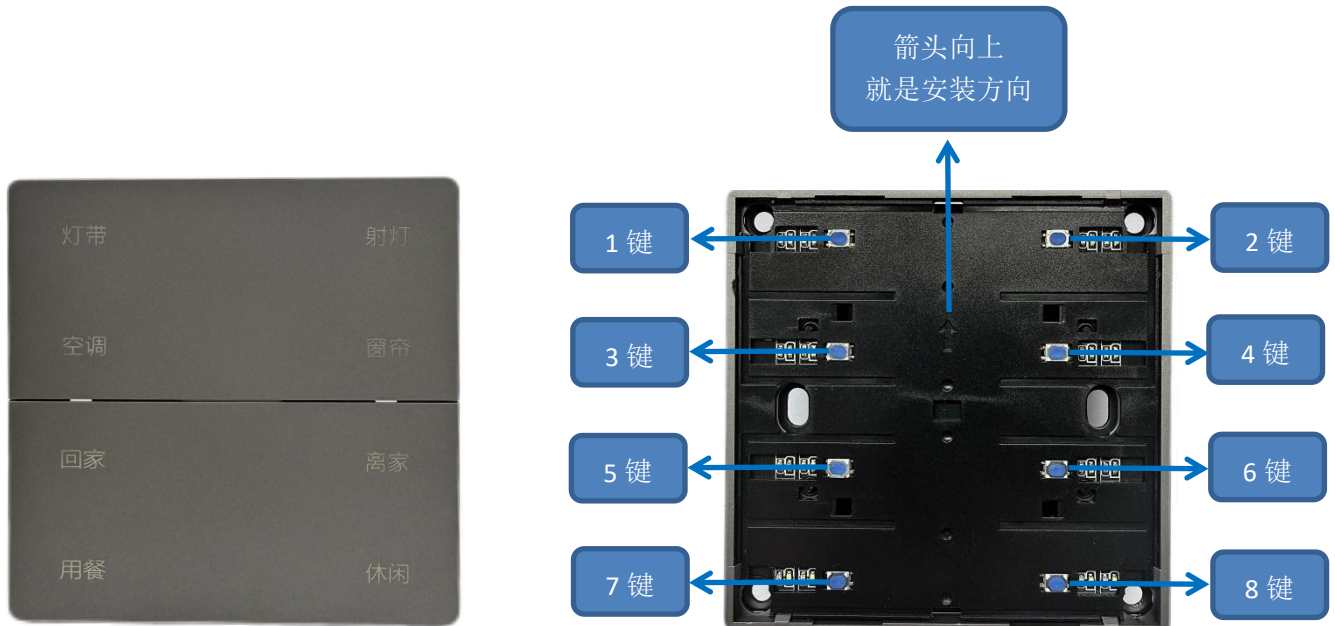 箭头向上
就是安装方向
灯带
射灯
空调
窗帘
回家
离家
用餐
休闲
1 键
2 键
3 键
4 键
5 键
6 键
7 键
8 键